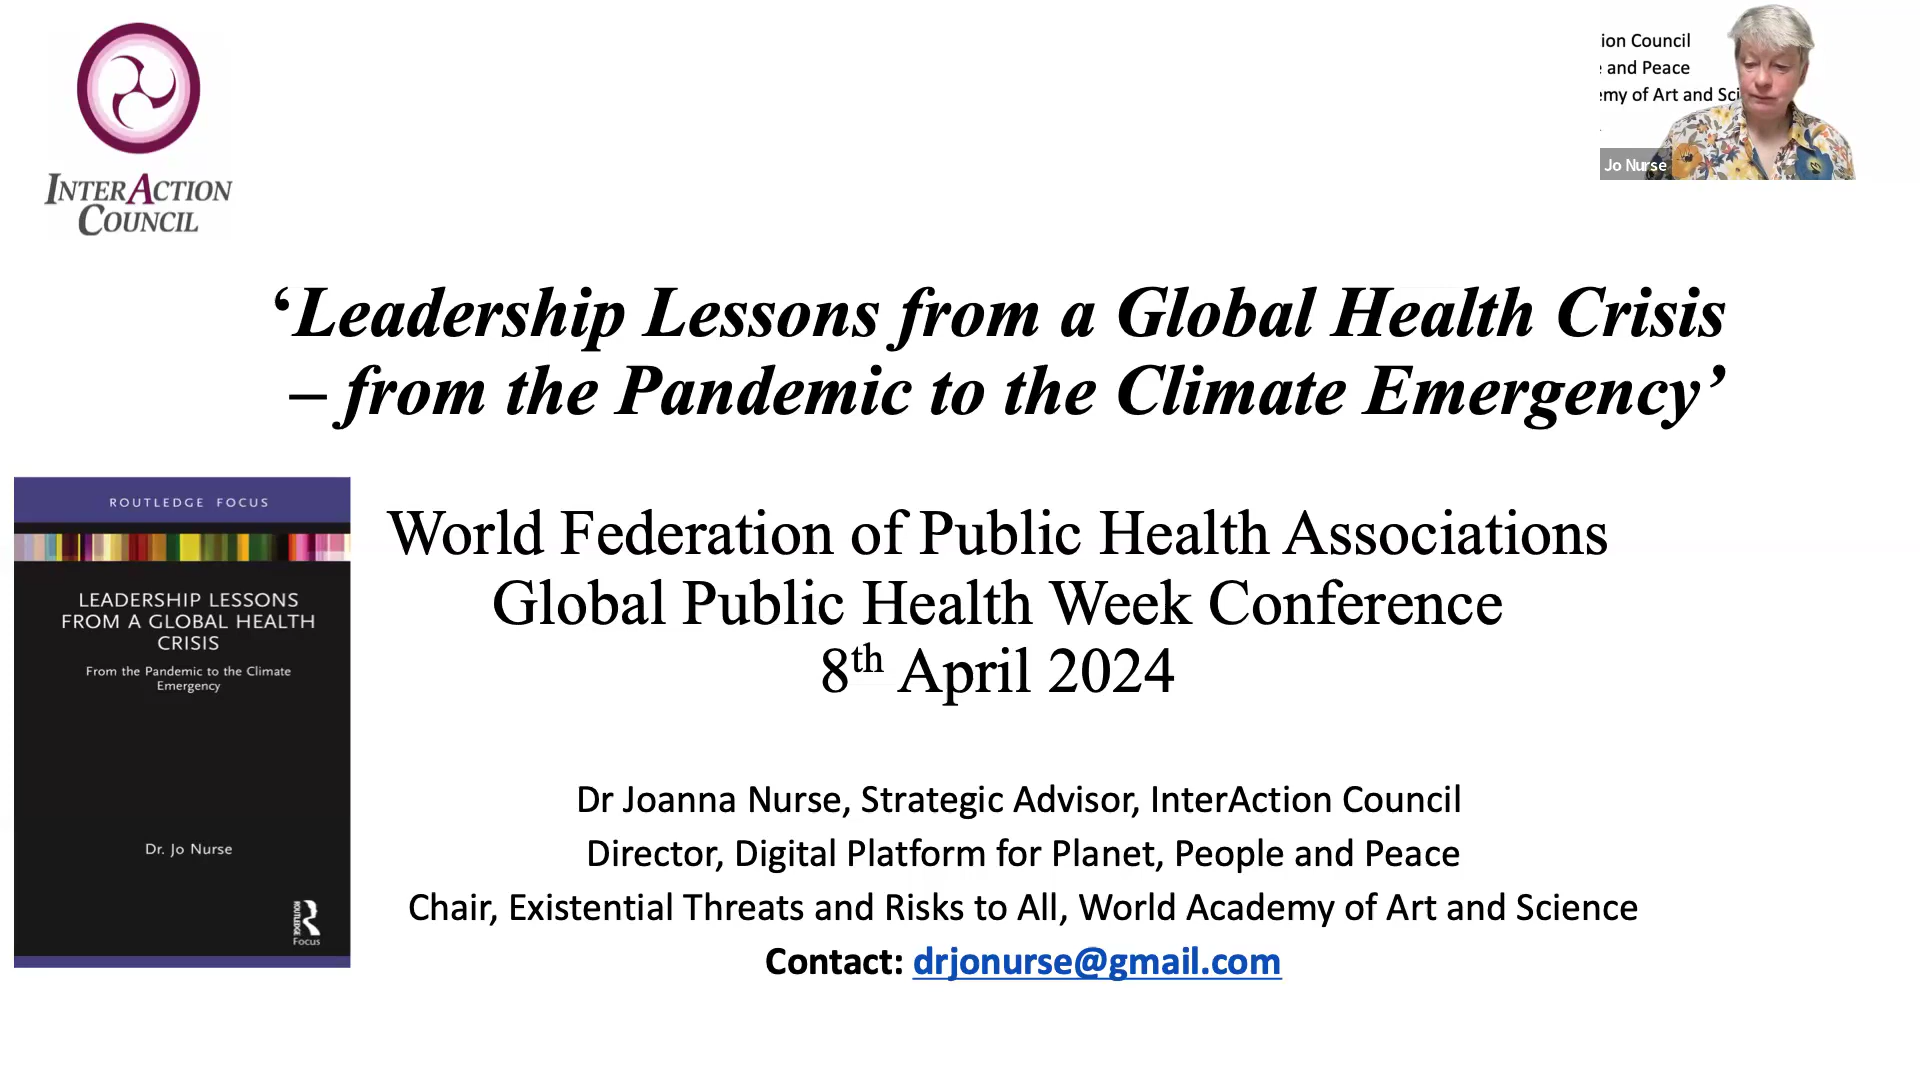 INTERACTION
COUNCIL
ion Council
and Peace
emy of Art and Sci
Jo Nurse
‘Leadership Lessons from a Global Health Crisis
– from the Pandemic to the Climate Emergency’
ROUTLEDGE FOCUS
LEADERSHIP LESSONS
FROM A GLOBAL HEALTH
CRISIS
From the Pandemic to the Climate
Emergency
Dr. Jo Nurse
ROUTLEDGE
Focus
World Federation of Public Health Associations
Global Public Health Week Conference
8th April 2024
Dr Joanna Nurse, Strategic Advisor, InterAction Council
Director, Digital Platform for Planet, People and Peace
Chair, Existential Threats and Risks to All, World Academy of Art and Science
Contact: drjonurse@gmail.com